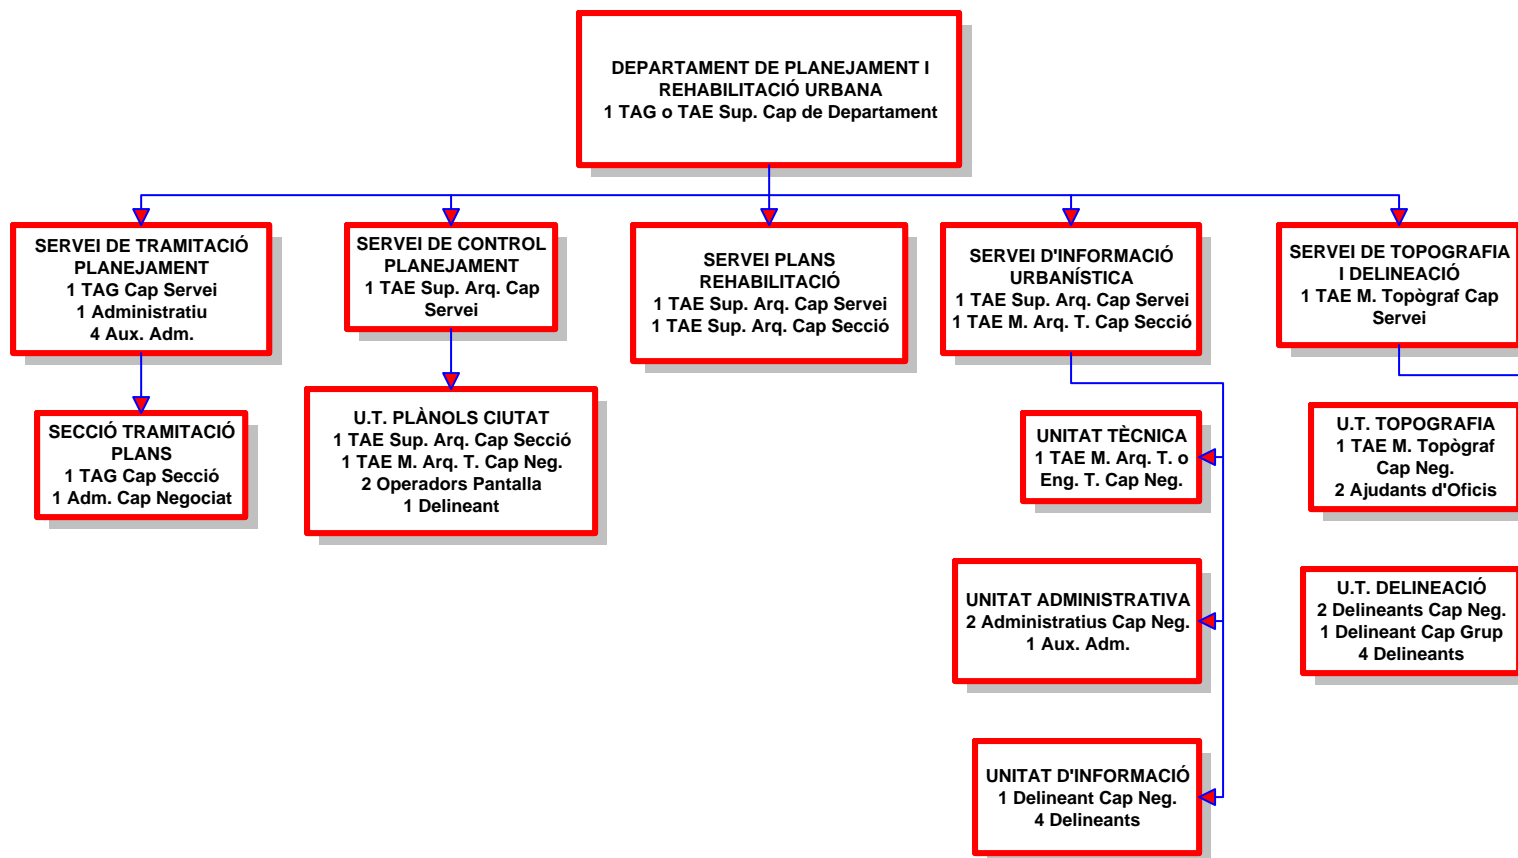 DEPARTAMENT DE PLANEJAMENT I
REHABILITACIÓ URBANA
1 TAG o TAE Sup. Cap de Departament
SERVEI DE TRAMITACIÓ
PLANEJAMENT
1 TAG Cap Servei
1 Administratiu
4 Aux. Adm.
SERVEI DE CONTROL
PLANEJAMENT
1 TAE Sup. Arq. Cap
Servei
SERVEI PLANS
REHABILITACIÓ
1 TAE Sup. Arq. Cap Servei
1 TAE Sup. Arq. Cap Secció
SERVEI D'INFORMACIÓ
URBANÍSTICA
1 TAE Sup. Arq. Cap Servei
1 TAE M. Arq. T. Cap Secció
SERVEI DE TOPOGRAFIA
I DELINEACIÓ
1 TAE M. Topògraf Cap
Servei
SECCIÓ TRAMITACIÓ
PLANS
1 TAG Cap Secció
1 Adm. Cap Negociat
U.T. PLÀNOLS CIUTAT
1 TAE Sup. Arq. Cap Secció
1 TAE M. Arq. T. Cap Neg.
2 Operadors Pantalla
1 Delineant
UNITAT TÈCNICA
1 TAE M. Arq. T. o
Eng. T. Cap Neg.
UNITAT ADMINISTRATIVA
2 Administratius Cap Neg.
1 Aux. Adm.
UNITAT D'INFORMACIÓ
1 Delineant Cap Neg.
4 Delineants
U.T. TOPOGRAFIA
1 TAE M. Topògraf
Cap Neg.
2 Ajudants d'Oficis
U.T. DELINEACIÓ
2 Delineants Cap Neg.
1 Delineant Cap Grup
4 Delineants